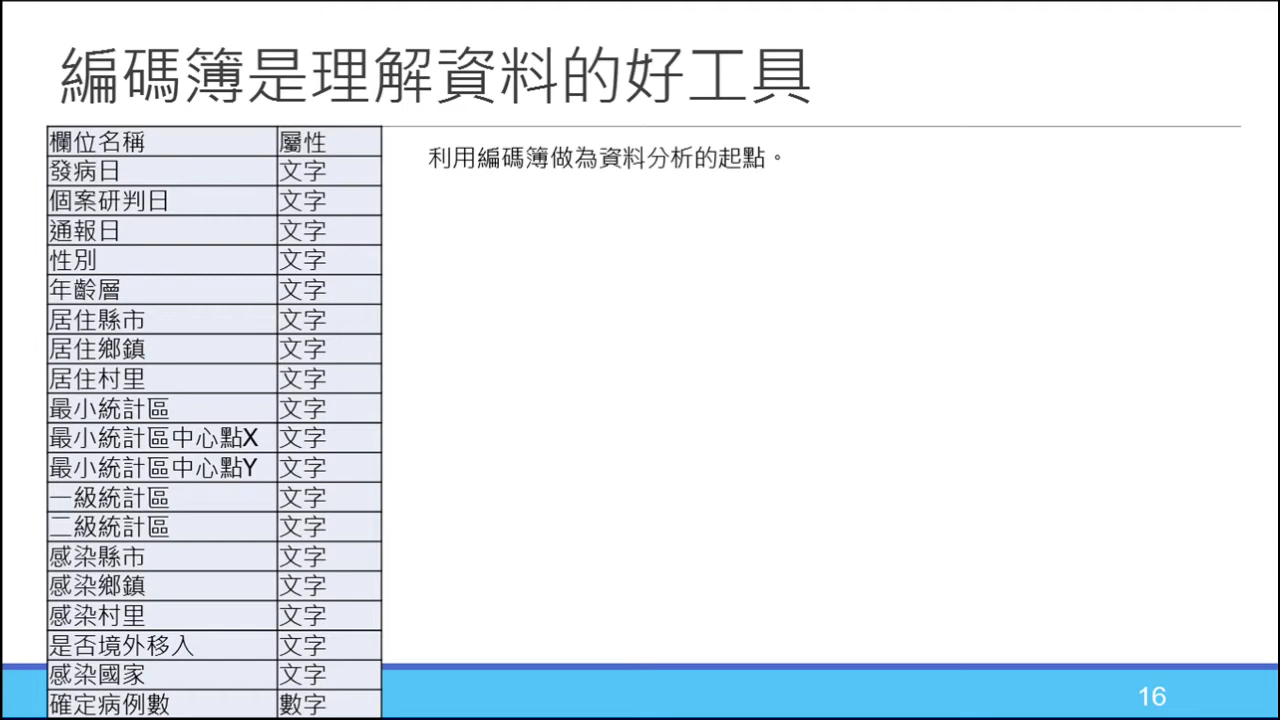 編碼簿是理解資料的好工具
欄位名稱 屬性
發病日 文字
個案研判日 文字
通報日 文字
性別 文字
年齡層 文字
居住縣市 文字
居住鄉鎮 文字
居住村里 文字
最小統計區 文字
最小統計區中心點X 文字
最小統計區中心點Y 文字
一級統計區 文字
二級統計區 文字
感染縣市 文字
感染鄉鎮 文字
感染村里 文字
是否境外移入 文字
感染國家 文字
確定病例數 數字
利用編碼簿做為資料分析的起點。
16